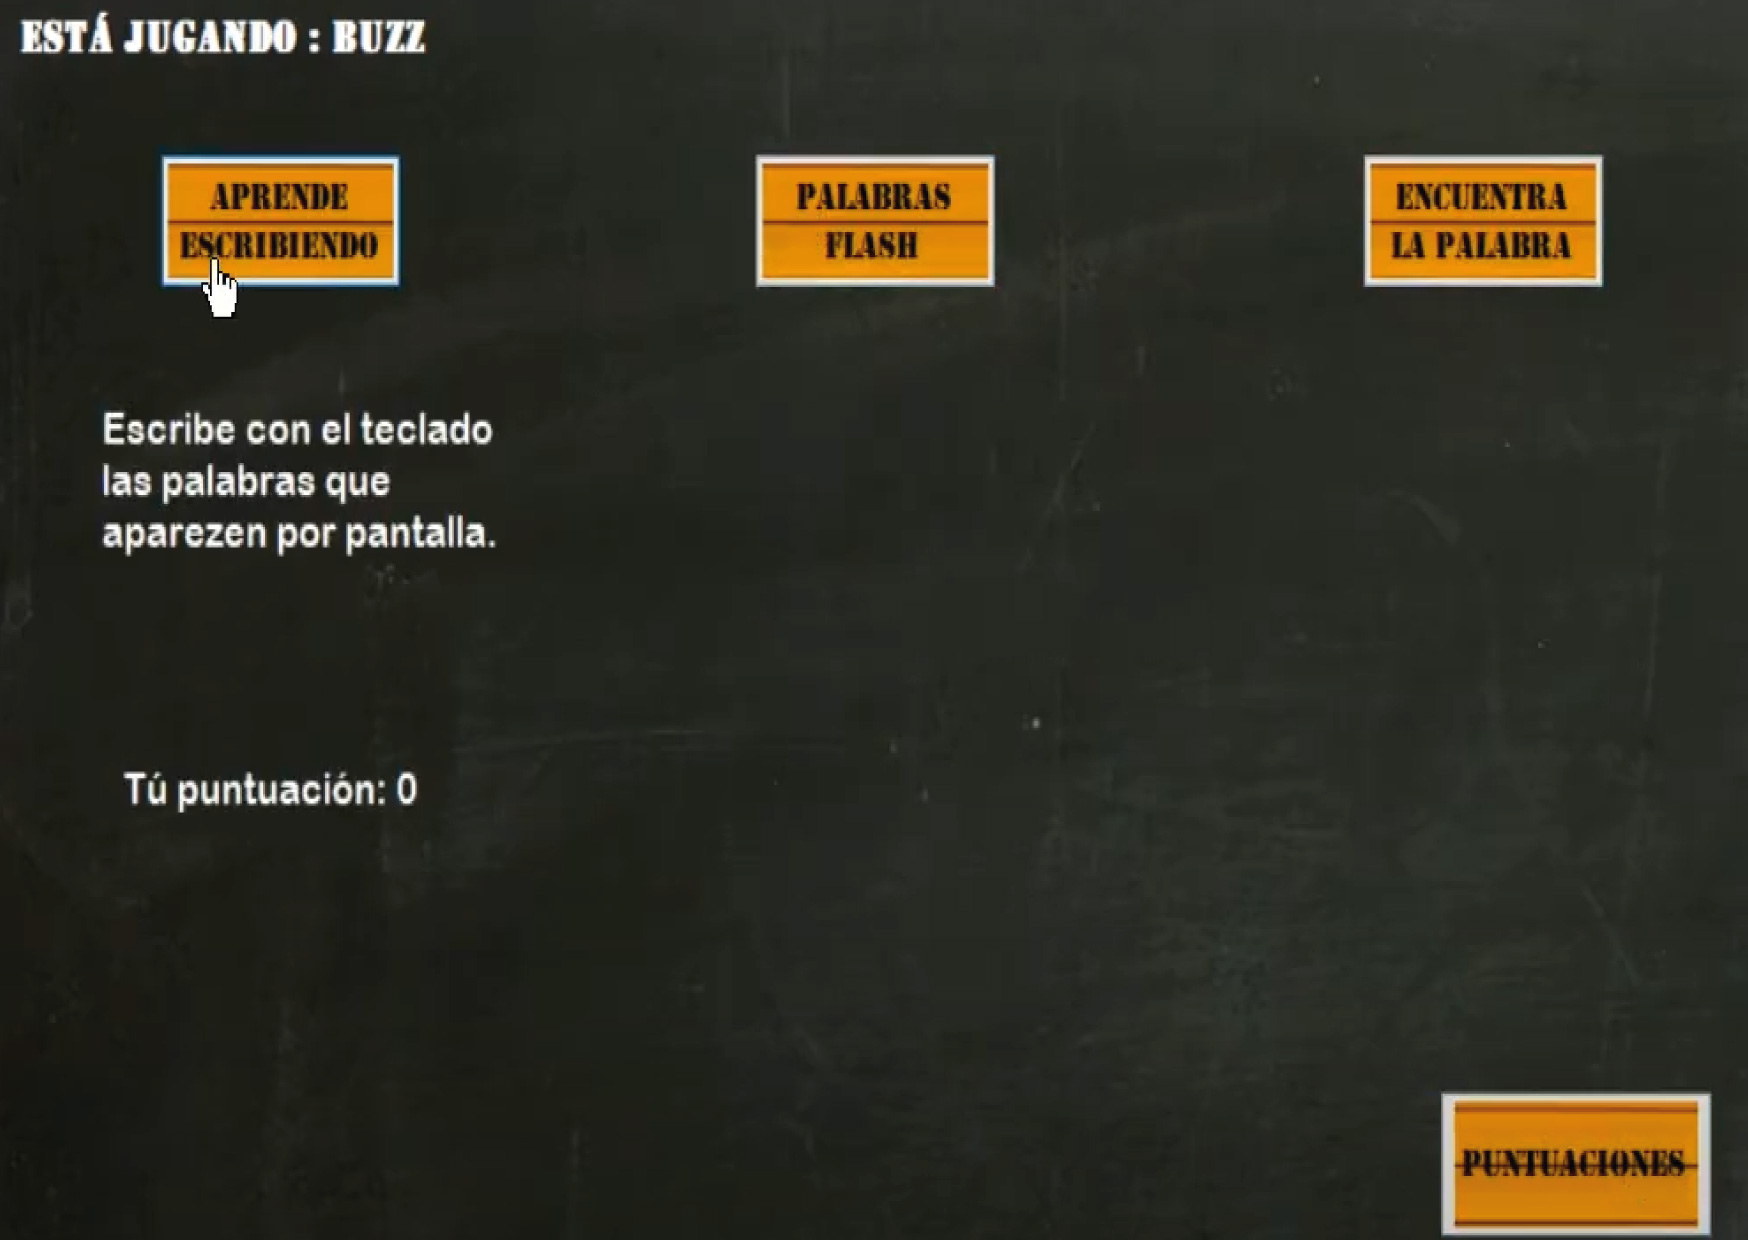 ESTÁ JUGANDO : BUZZ
APRENDE
ESCRIBIENDO
PALABRAS
FLASH
ENCUENTRA
LA PALABRA
Escribe con el teclado
las palabras que
aparezen por pantalla.
Tú puntuación: 0
PUNTUACIONES